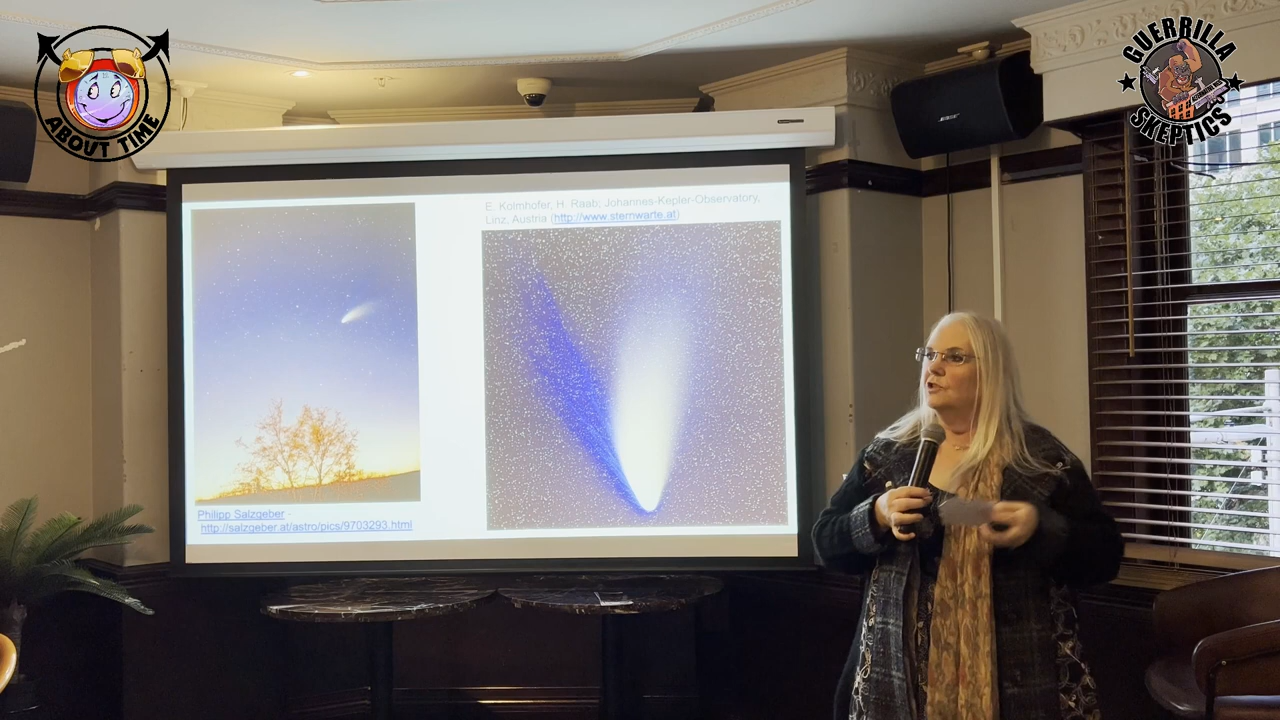 ABOUT TIME
GUERRILLA
SKEPTICS
BOSE
E. Kolmhofer, H. Raab; Johannes-Kepler-Observatory,
Linz, Austria (http://www.sternwarte.at)
Philipp Salzgeber -
http://salzgeber.at/astro/pics/9703293.html